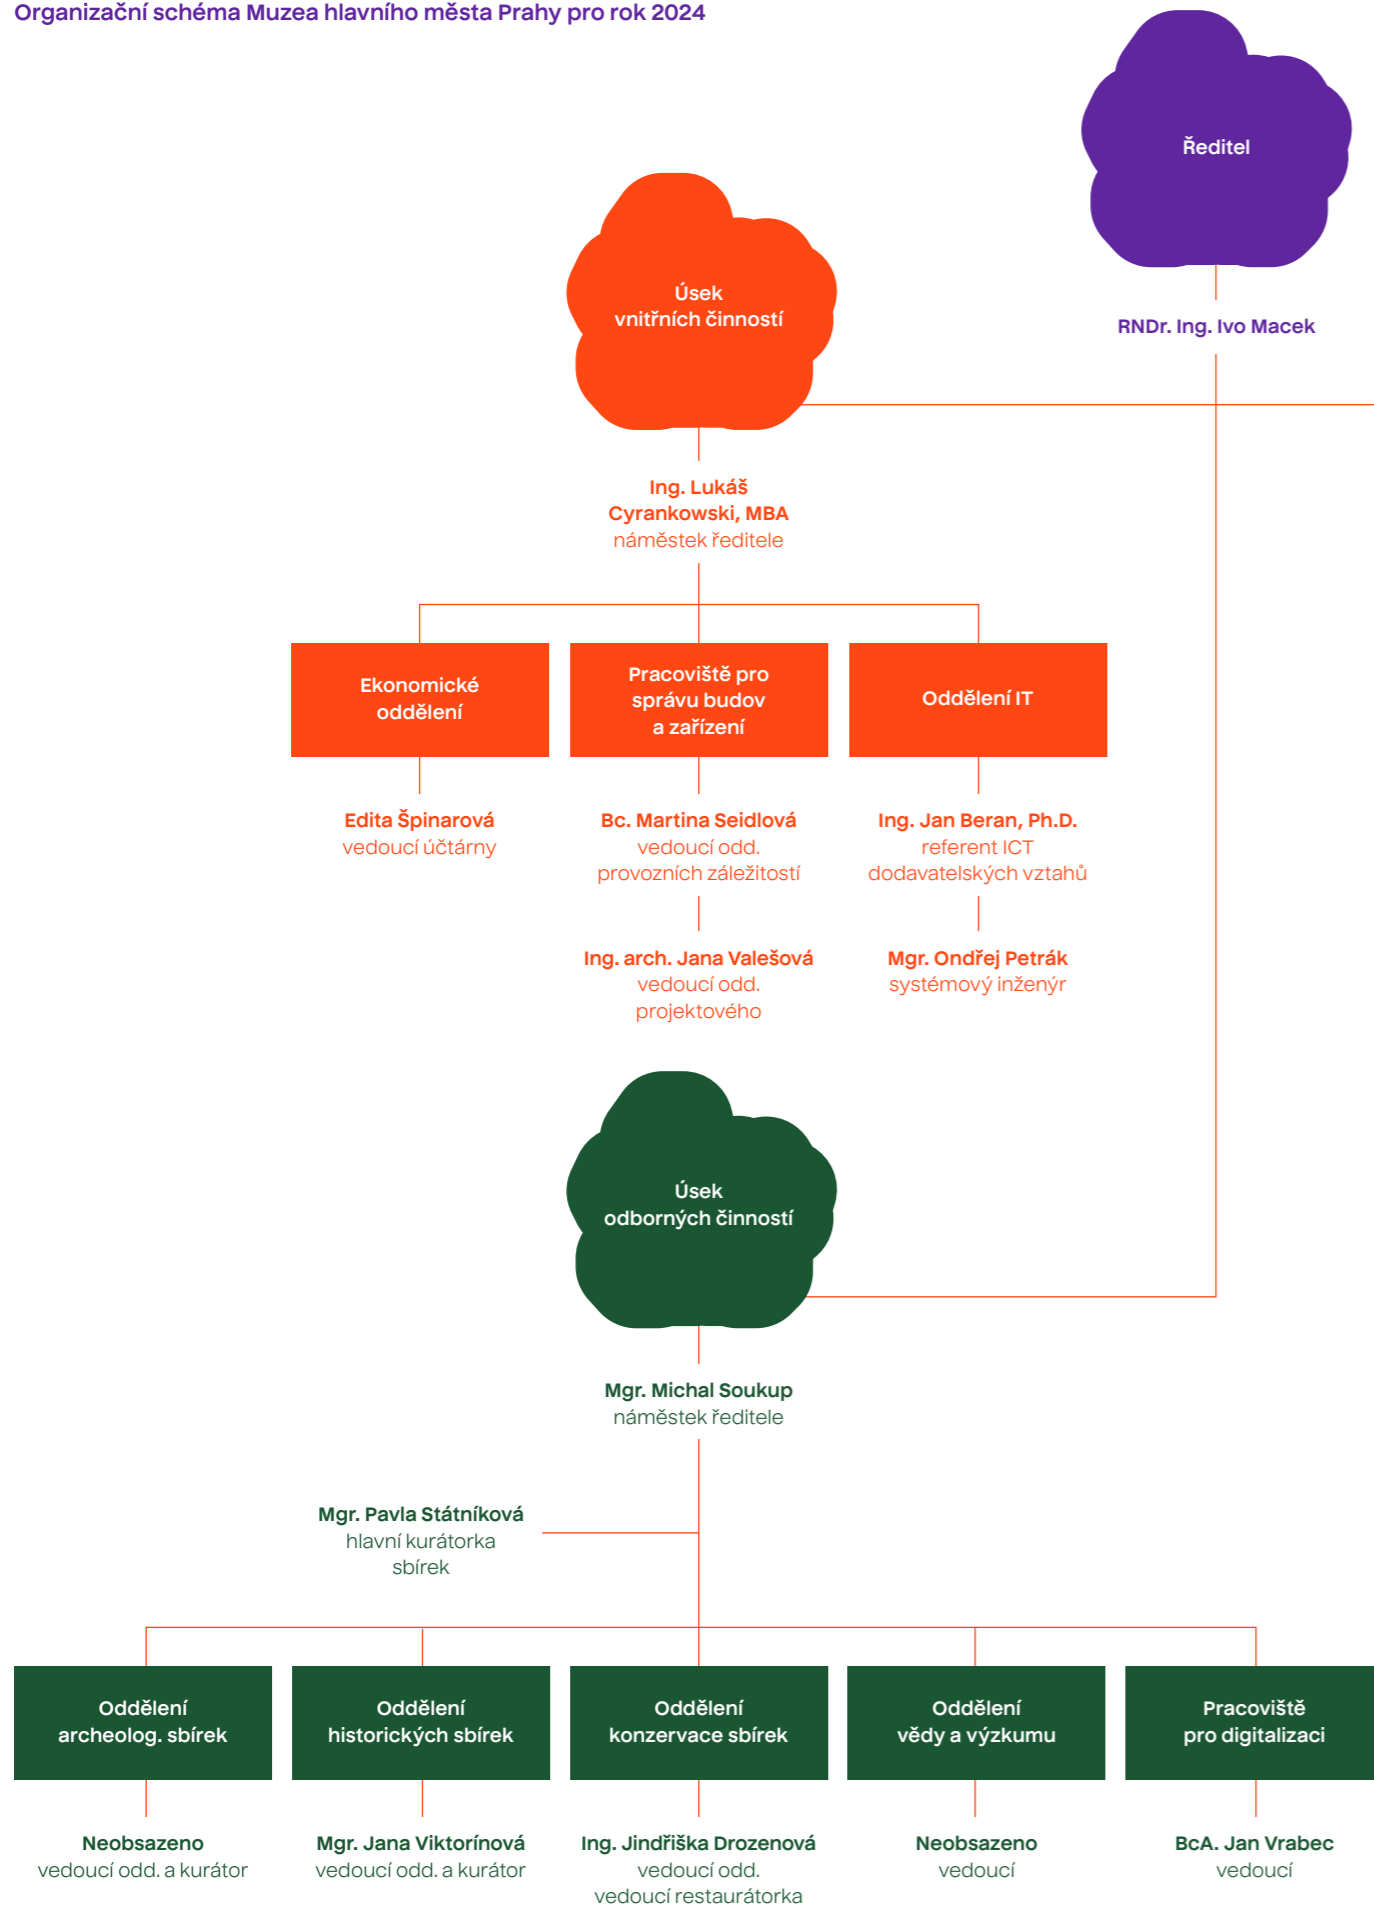 Organizační schéma Muzea hlavního města Prahy pro rok 2024
Ředitel
RNDr. Ing. Ivo Macek
Úsek
vnitřních činností
Ing. Lukáš
Cyrankowski, MBA
náměstek ředitele
Ekonomické
oddělení
Edita Špinarová
vedoucí účtárny
Pracoviště pro
správu budov
a zařízení
Bc. Martina Seidlová
vedoucí odd.
provozních záležitostí
Ing. arch. Jana Valešová
vedoucí odd.
projektového
Oddělení IT
Ing. Jan Beran, Ph.D.
referent ICT
dodavatelských vztahů
Mgr. Ondřej Petrák
systémový inženýr
Úsek
odborných činností
Mgr. Michal Soukup
náměstek ředitele
Mgr. Pavla Státníková
hlavní kurátorka
sbírek
Oddělení
archeolog. sbírek
Neobsazeno
vedoucí odd. a kurátor
Oddělení
historických sbírek
Mgr. Jana Viktorínová
vedoucí odd. a kurátor
Oddělení
konzervace sbírek
Ing. Jindřiška Drozenová
vedoucí odd.
vedoucí restaurátorka
Oddělení
vědy a výzkumu
Neobsazeno
vedoucí
Pracoviště
pro digitalizaci
BcA. Jan Vrabec
vedoucí